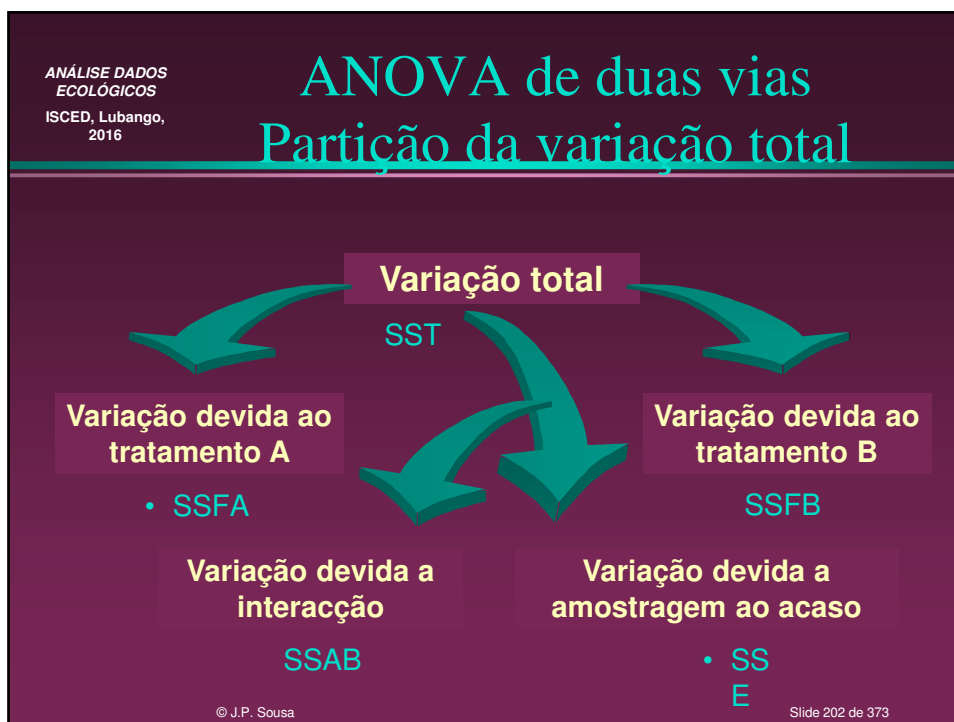 ANÁLISE DADOS
ECOLÓGICOS
ISCED, Lubango,
2016
ANOVA de duas vias
Partição da variação total
Variação total
SST
Variação devida ao
tratamento A
• SSFA
Variação devida ao
tratamento B
SSFB
Variação devida a
interacção
SSAB
Variação devida a
amostragem ao acaso
• SS
E
© J.P. Sousa
Slide 202 de 373